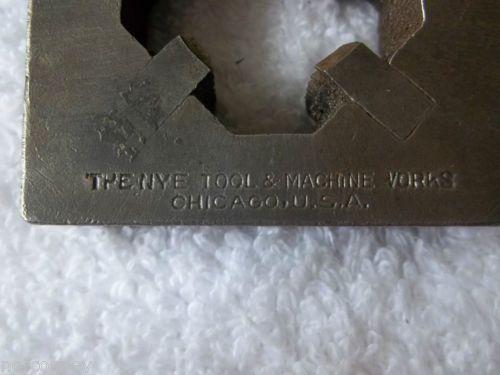 THE NYE TOOL & MACHINE WORKS
CHICAGO, U.S.A.